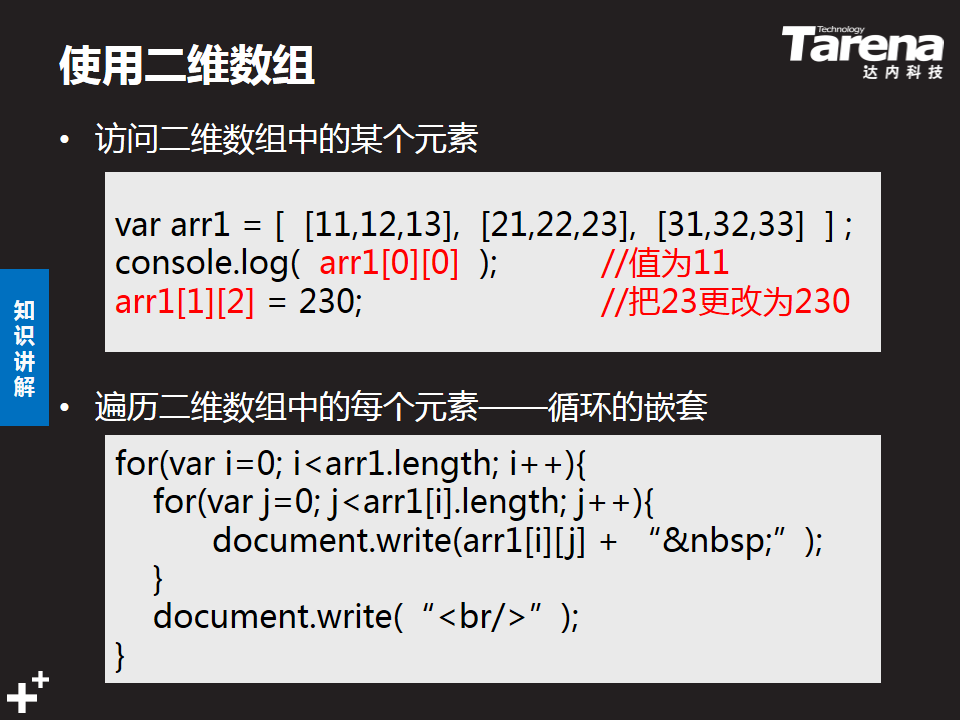 使用二维数组
Technology
Tarena
达内科技
• 访问二维数组中的某个元素
var arr1 = [ [11,12,13], [21,22,23], [31,32,33] ] ;
console.log( arr1[0][0] ); //值为11
arr1[1][2] = 230; //把23更改为230
知识讲解
• 遍历二维数组中的每个元素——循环的嵌套
for(var i=0; i<arr1.length; i++){
for(var j=0; j<arr1[i].length; j++){
document.write(arr1[i][j] + “&nbsp;”);
}
document.write(“<br/>”);
}